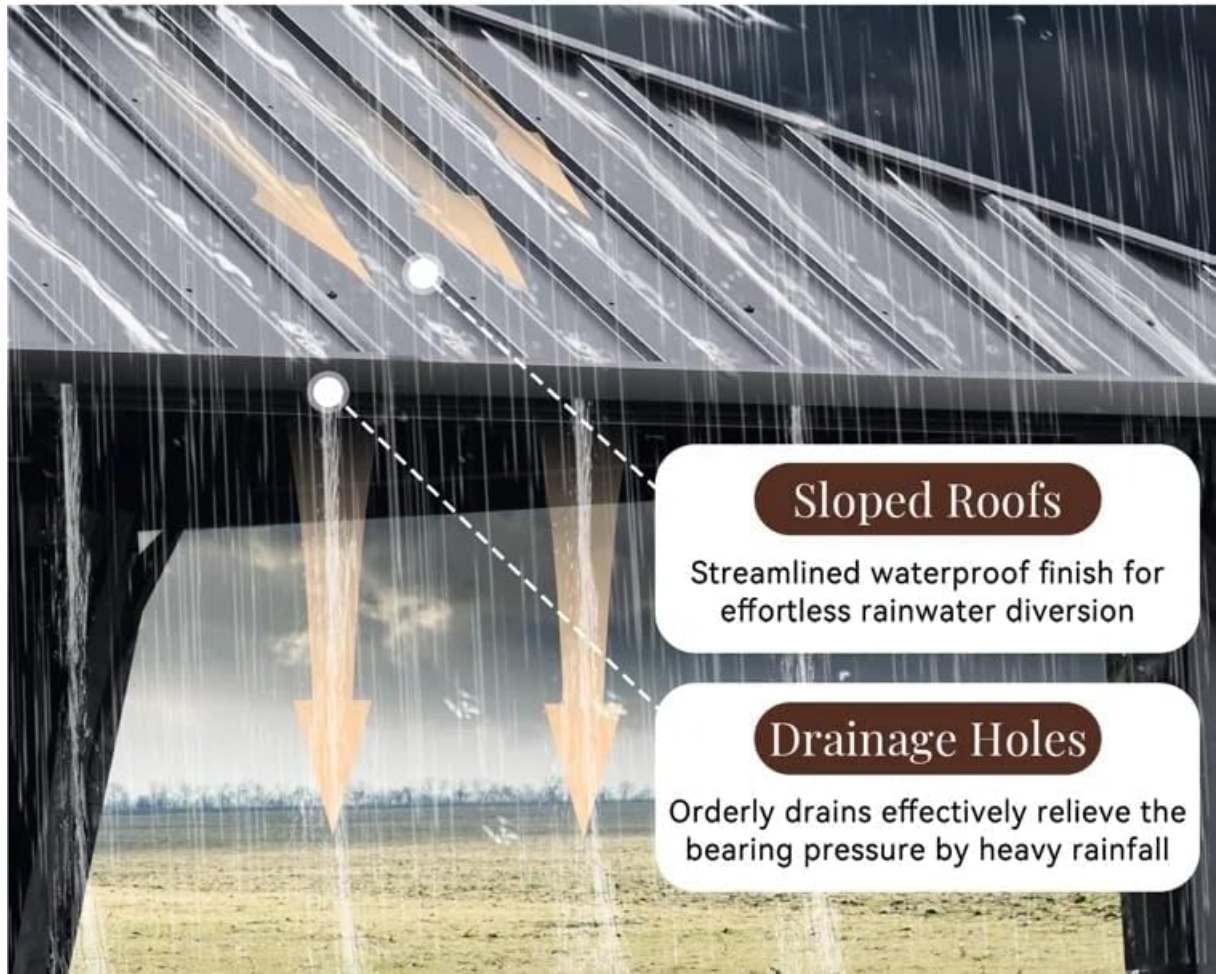 Sloped Roofs
Streamlined waterproof finish for
effortless rainwater diversion
Drainage Holes
Orderly drains effectively relieve the
bearing pressure by heavy rainfall